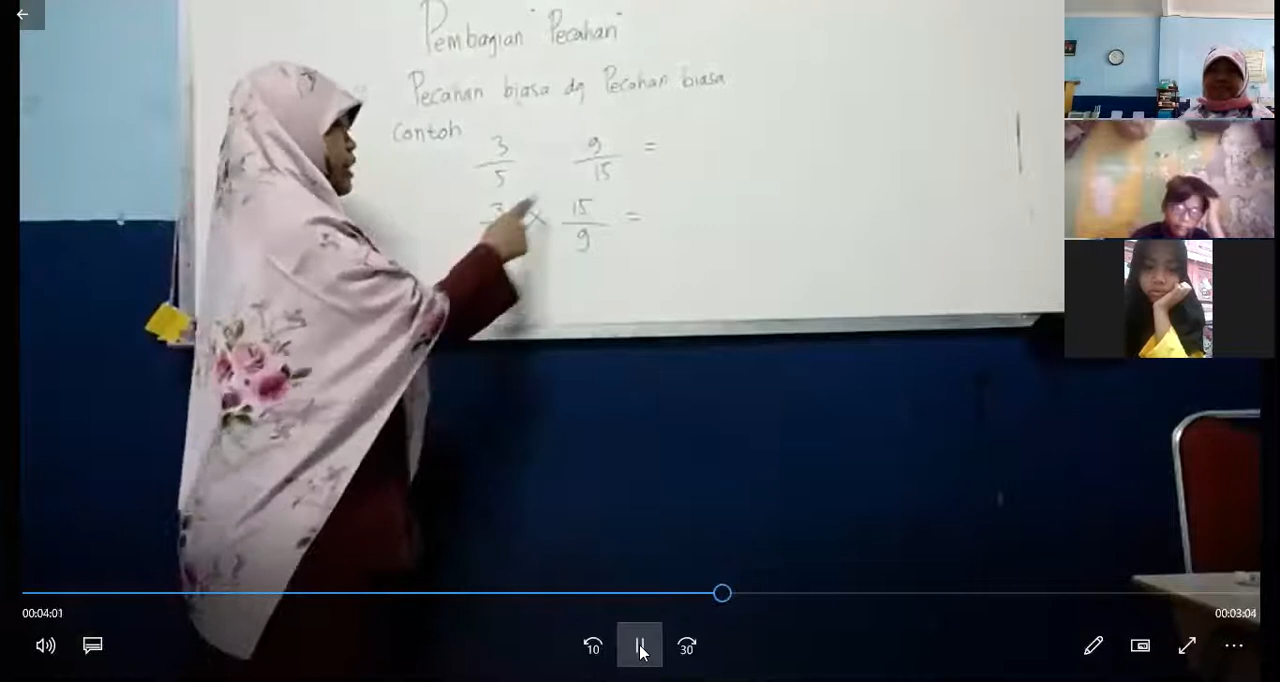 Pembagian "Pecahan"
Pecahan biasa dg Pecahan biasa
Contoh
3/5 9/15 =
3 × 15/9 =
00:04:01
00:03:04
10
30